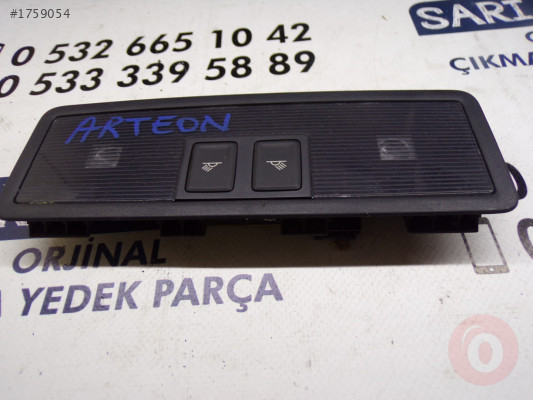 #1759054
0 532 665 10 42
0 533 339 58 89
SARI
ÇIKMA
ARTEON
ORJİNAL
YEDEK PARÇA